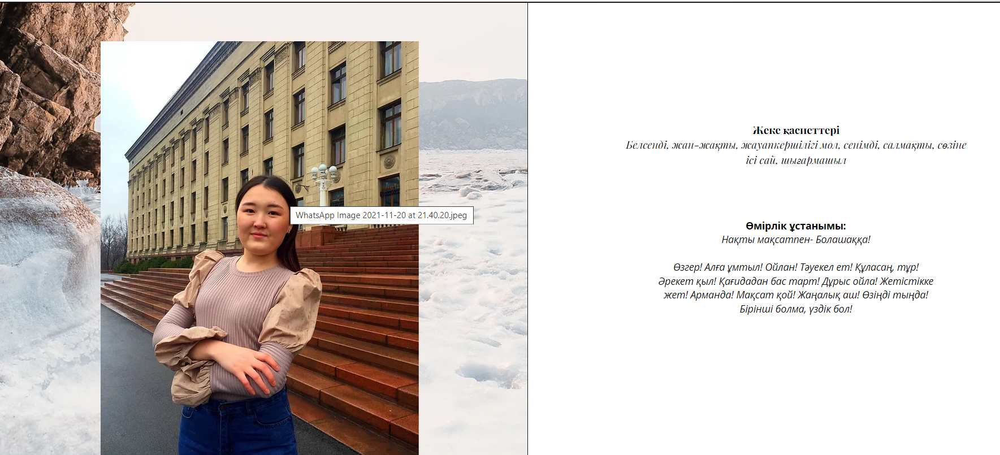 WhatsApp Image 2021-11-20 at 21.40.20.jpeg
Жеке қасиеттері
Белсенді, жан-жақты, жауапкершілігі мол, сенімді, салмақты, сөзіне
ісі сай, шығармашыл
Өмірлік ұстанымы:
Нақты мақсатпен- Болашаққа!
Өзгер! Алға ұмтыл! Ойлан! Тәуекел ет! Құласаң, тұр!
Әрекет қыл! Қағидадан бас тарт! Дұрыс ойла! Жетістікке
жет! Арманда! Мақсат қой! Жаңалық аш! Өзіңді тыңда!
Бірінші болма, үздік бол!